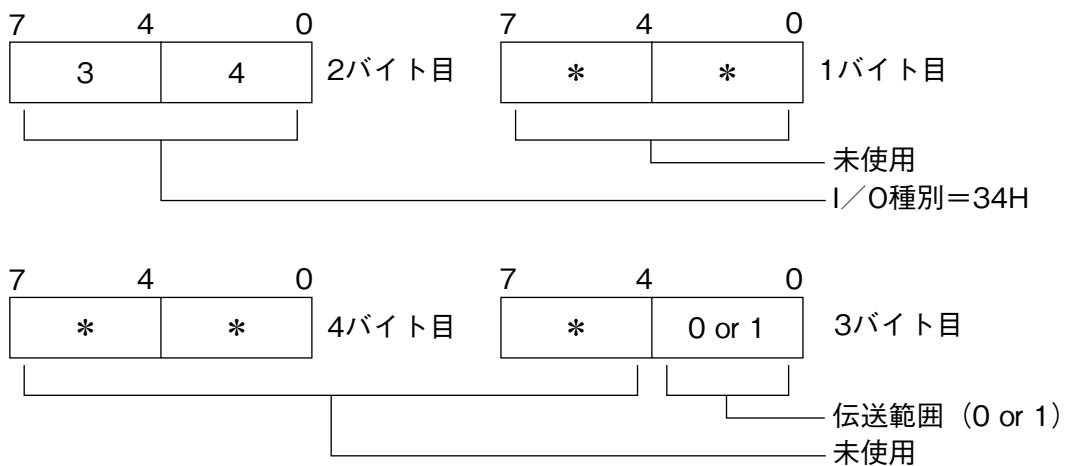 7 4 0 7 4 0
3 4 2バイト目 * * 1バイト目
未使用
I／O種別＝34H
7 4 0 7 4 0
* * 4バイト目 * 0 or 1 3バイト目
伝送範囲（0 or 1）
未使用